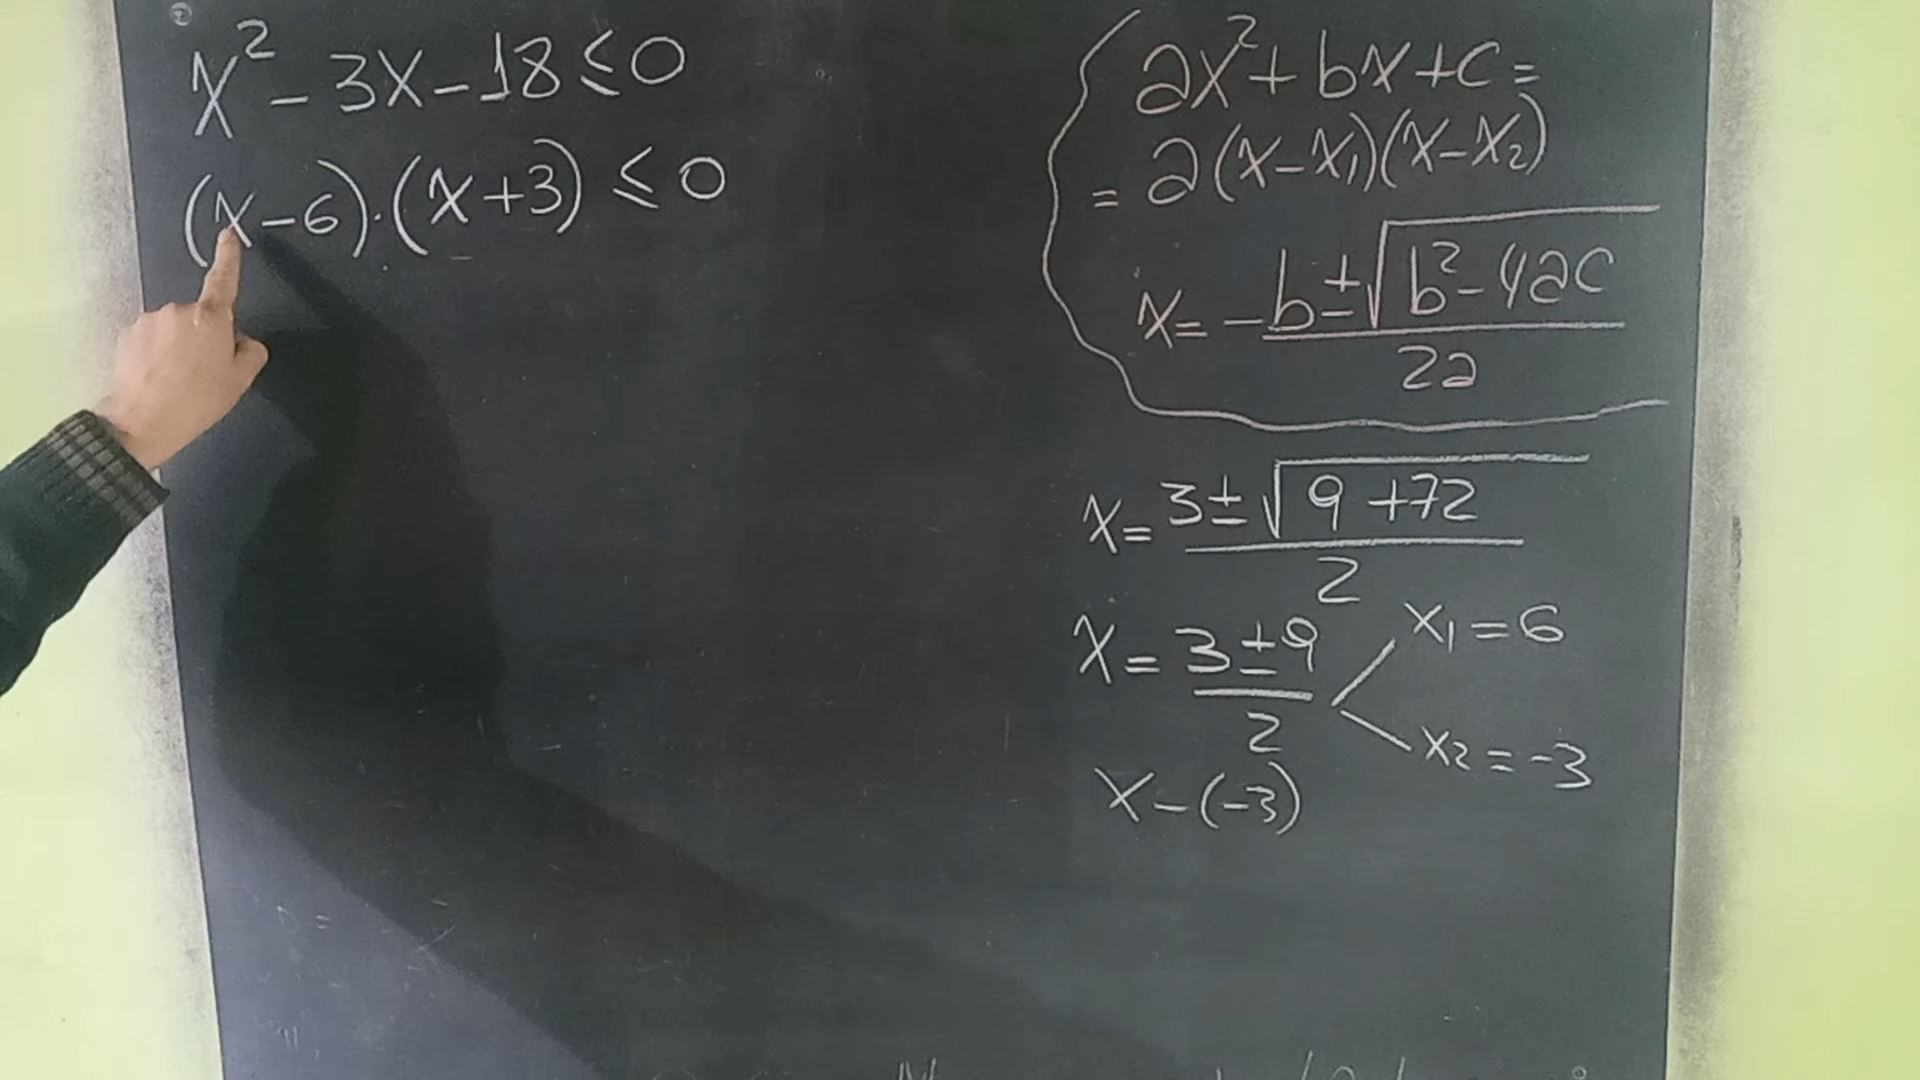 x² - 3x - 18 ≤ 0
(x - 6) · (x + 3) ≤ 0
ax² + bx + c =
= a(x - x₁)(x - x₂)
x = -b ± √(b² - 4ac) / 2a
x = 3 ± √(9 + 72) / 2
x = 3 ± 9 / 2
x₁ = 6
x₂ = -3
x - (-3)